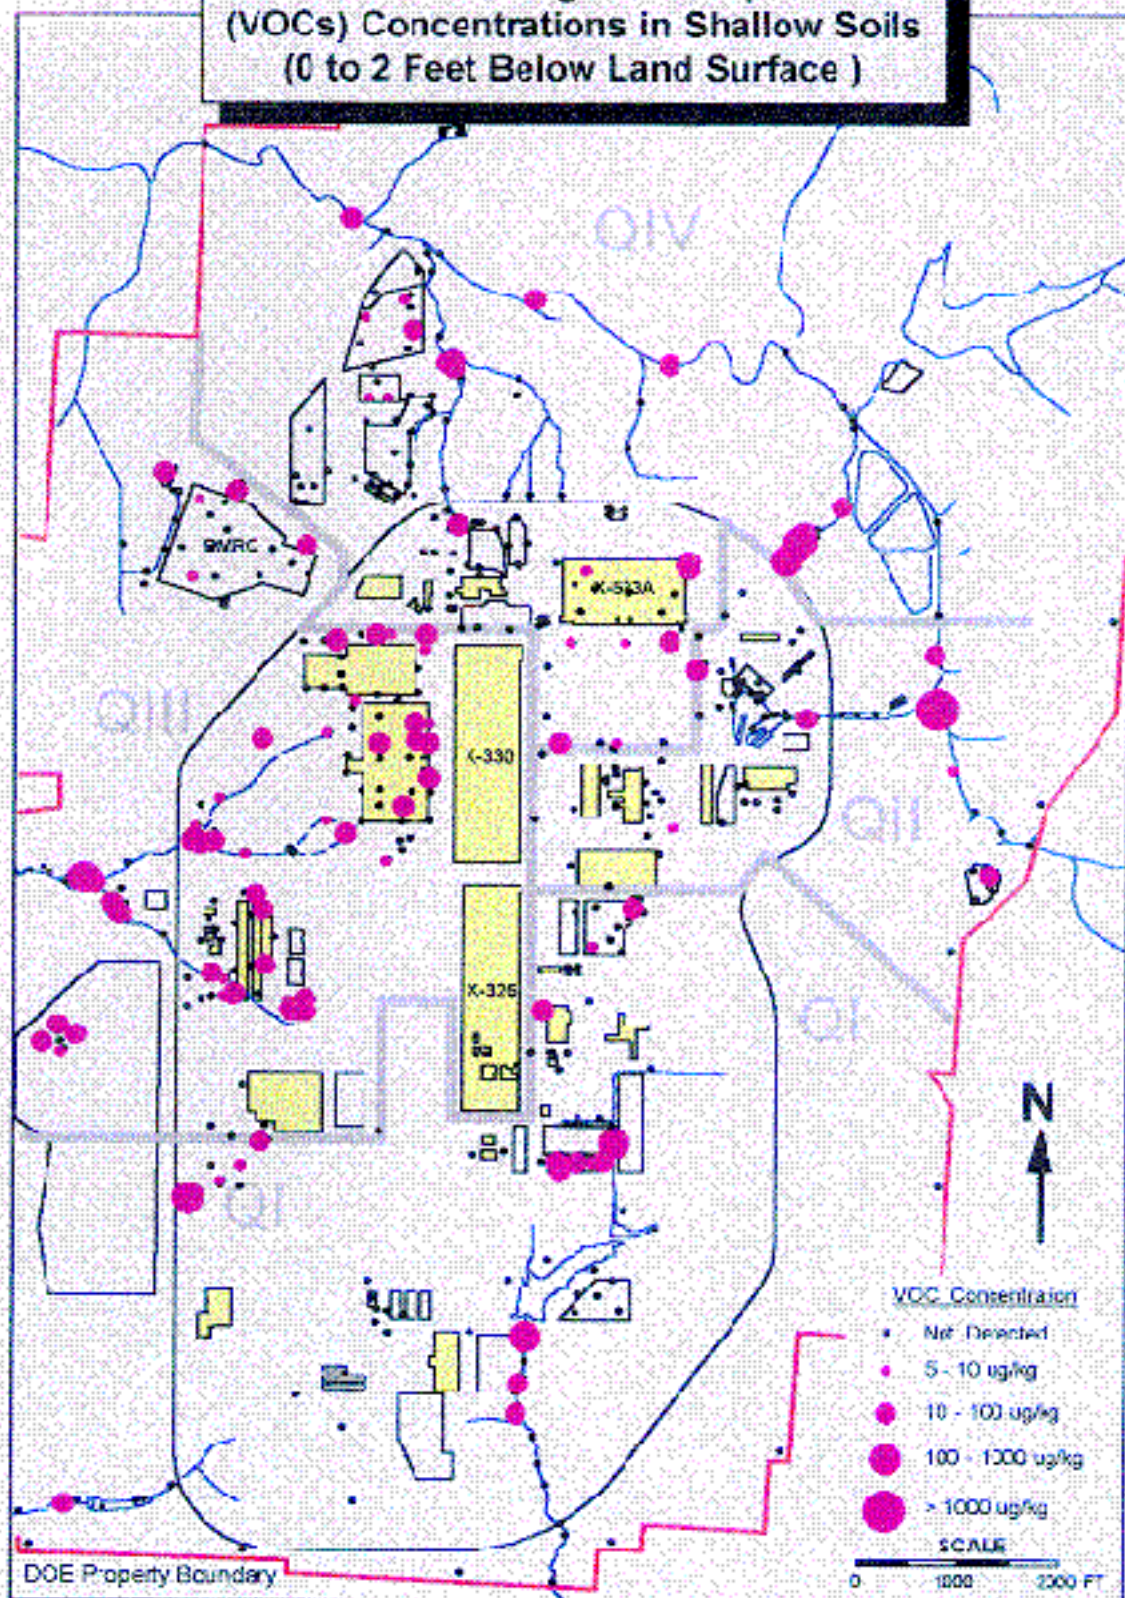 (VOCs) Concentrations in Shallow Soils
(0 to 2 Feet Below Land Surface )
QIV
K-533A
QIII
K-330
QII
K-326
QI
N
QI
VOC Concentraion
Not Detected
5 - 10 ug/kg
10 - 100 ug/kg
100 - 1000 ug/kg
> 1000 ug/kg
SCALE
0 1000 2000 FT
DOE Property Boundary